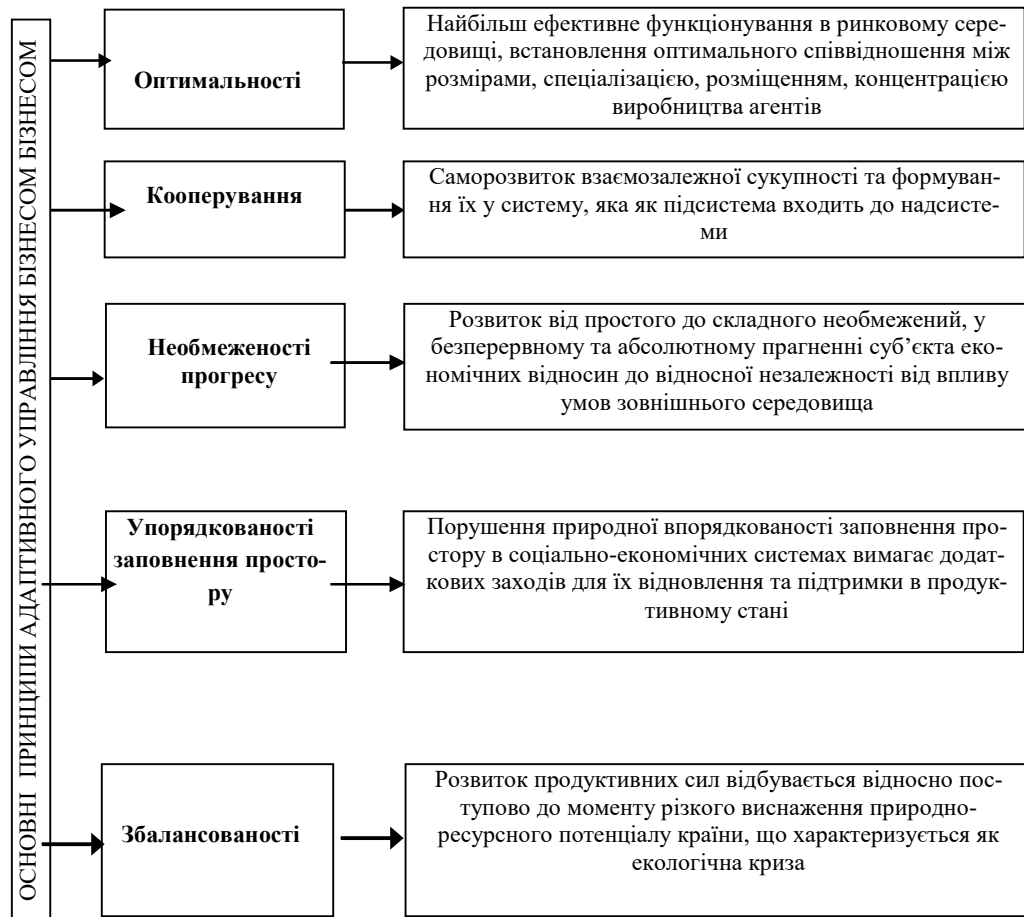 ОСНОВНІ ПРИНЦИПИ АДАПТИВНОГО УПРАВЛІННЯ БІЗНЕСОМ БІЗНЕСОМ
Оптимальності
Найбільш ефективне функціонування в ринковому сере-
довищі, встановлення оптимального співвідношення між
розмірами, спеціалізацією, розміщенням, концентрацією
виробництва агентів
Кооперування
Саморозвиток взаємозалежної сукупності та формуван-
ня їх у систему, яка як підсистема входить до надсисте-
ми
Необмеженості
прогресу
Розвиток від простого до складного необмежений, у
безперервному та абсолютному прагненні суб’єкта еко-
номічних відносин до відносної незалежності від впливу
умов зовнішнього середовища
Упорядкованості
заповнення просто-
ру
Порушення природної впорядкованості заповнення про-
стору в соціально-економічних системах вимагає додат-
кових заходів для їх відновлення та підтримки в продук-
тивному стані
Збалансованості
Розвиток продуктивних сил відбувається відносно пос-
тупово до моменту різкого виснаження природно-
ресурсного потенціалу країни, що характеризується як
екологічна криза